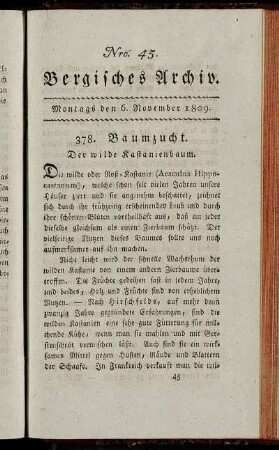 Nro. 45.
Bergisches Archiv.
Montags den 6. November 1809.
378. Baumzucht.
Der wilde Kastanienbaum.
Die wilde oder Roß-Kastanie (Aesculus Hippo-
castanum), welche schon seit vielen Jahren unsre
Häuser ziert und sie angenehm beschattet; zeichnet
sich durch ihr frühzeitig erscheinendes Laub und durch
ihre schönen Blüten vortheilhaft aus, daß ein jeder
dieselbe gleichsam als einen Zierbaum schätzt. Der
vielseitige Nutzen dieses Baumes sollte uns noch
aufmerksamer auf ihn machen.
Nicht leicht wird der schnelle Wachsthum der
wilden Kastanie von einem andern Zierbaume über-
troffen. Die Früchte gedeihen fast in jedem Jahre,
und beides, Holz und Früchte sind von erheblichem
Nutzen. — Nach Hirschfelds, auf mehr denn
zwanzig Jahre gegründete Erfahrungen, sind die
wilden Kastanien eine sehr gute Fütterung für mil-
chende Kühe, wenn man sie mahlen und mit Ger-
stenschrot vermischen läßt. Auch sind sie ein wirk-
sames Mittel gegen Husten, Räude und Blattern
der Schaafe. In Frankreich verkauft man die wil-
45